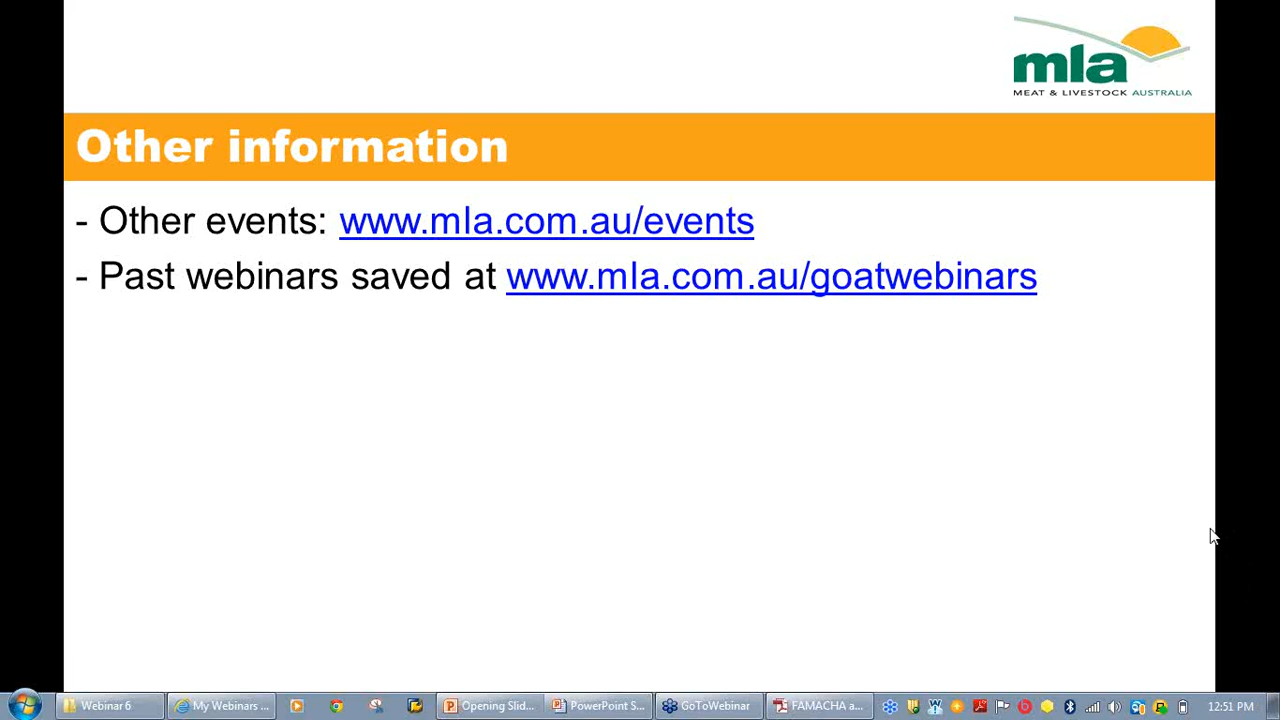 mla
MEAT & LIVESTOCK AUSTRALIA
Other information
- Other events: www.mla.com.au/events
- Past webinars saved at www.mla.com.au/goatwebinars
Webinar 6
My Webinars ...
Opening Slid...
PowerPoint S...
GoToWebinar
FAMACHA a...
12:51 PM